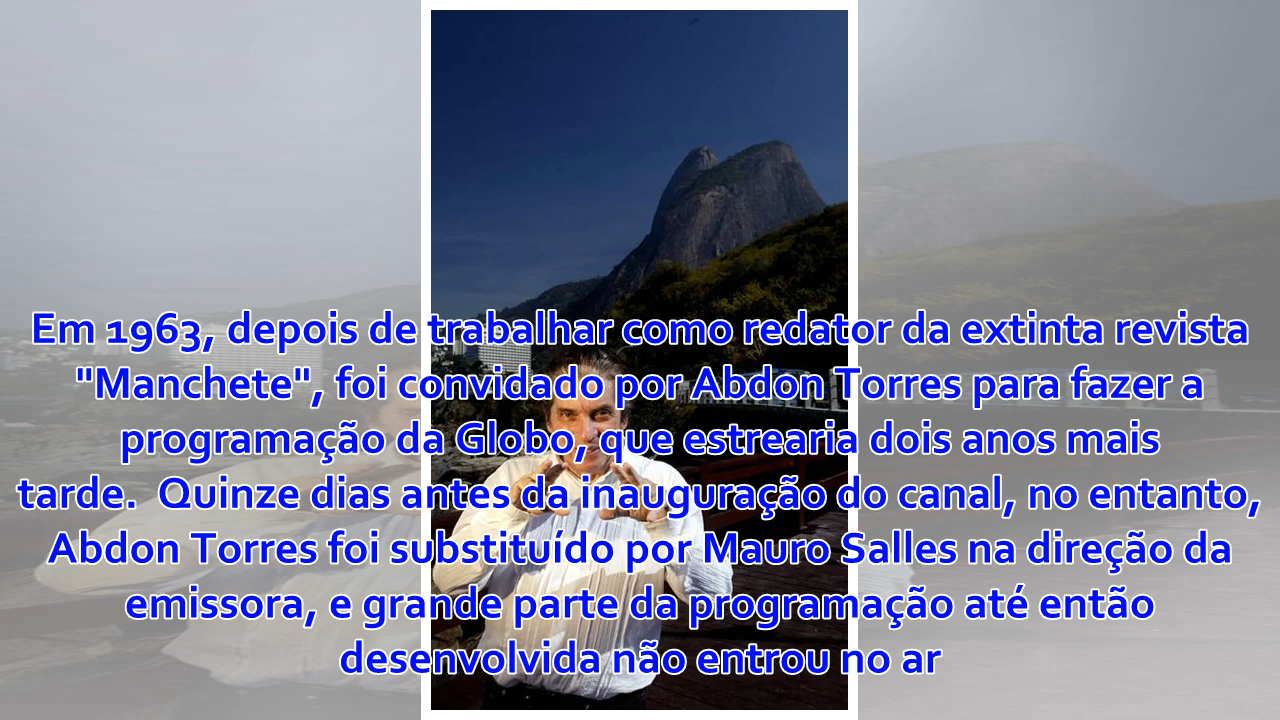 Em 1963, depois de trabalhar como redator da extinta revista
"Manchete", foi convidado por Abdon Torres para fazer a
programação da Globo, que estrearia dois anos mais
tarde.  Quinze dias antes da inauguração do canal, no entanto,
Abdon Torres foi substituído por Mauro Salles na direção da
emissora, e grande parte da programação até então
desenvolvida não entrou no ar